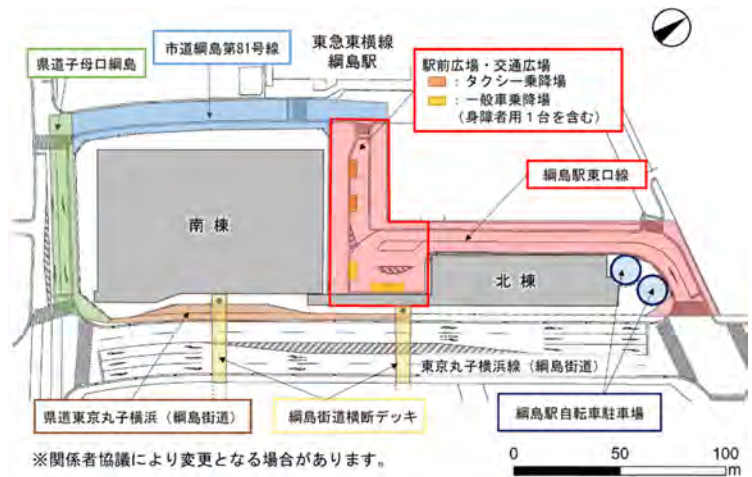 県道子母口綱島
市道綱島第81号線
東急東横線
綱島駅
駅前広場・交通広場
：タクシー乗降場
：一般車乗降場
（身障者用１台を含む）
綱島駅東口線
南棟
北棟
東京丸子横浜線（綱島街道）
県道東京丸子横浜（綱島街道）
綱島街道横断デッキ
綱島駅自転車駐車場
※関係者協議により変更となる場合があります。
0 50 100
m